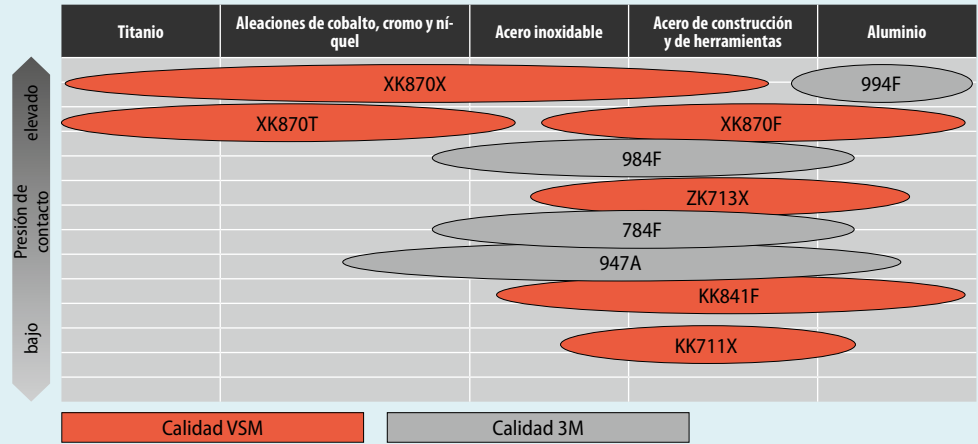 Titanio
Aleaciones de cobalto, cromo y ní-
quel
Acero inoxidable
Acero de construcción
y de herramientas
Aluminio
elevado
Presión de
contacto
bajo
XK870X
994F
XK870T
XK870F
984F
ZK713X
784F
947A
KK841F
KK711X
Calidad VSM
Calidad 3M